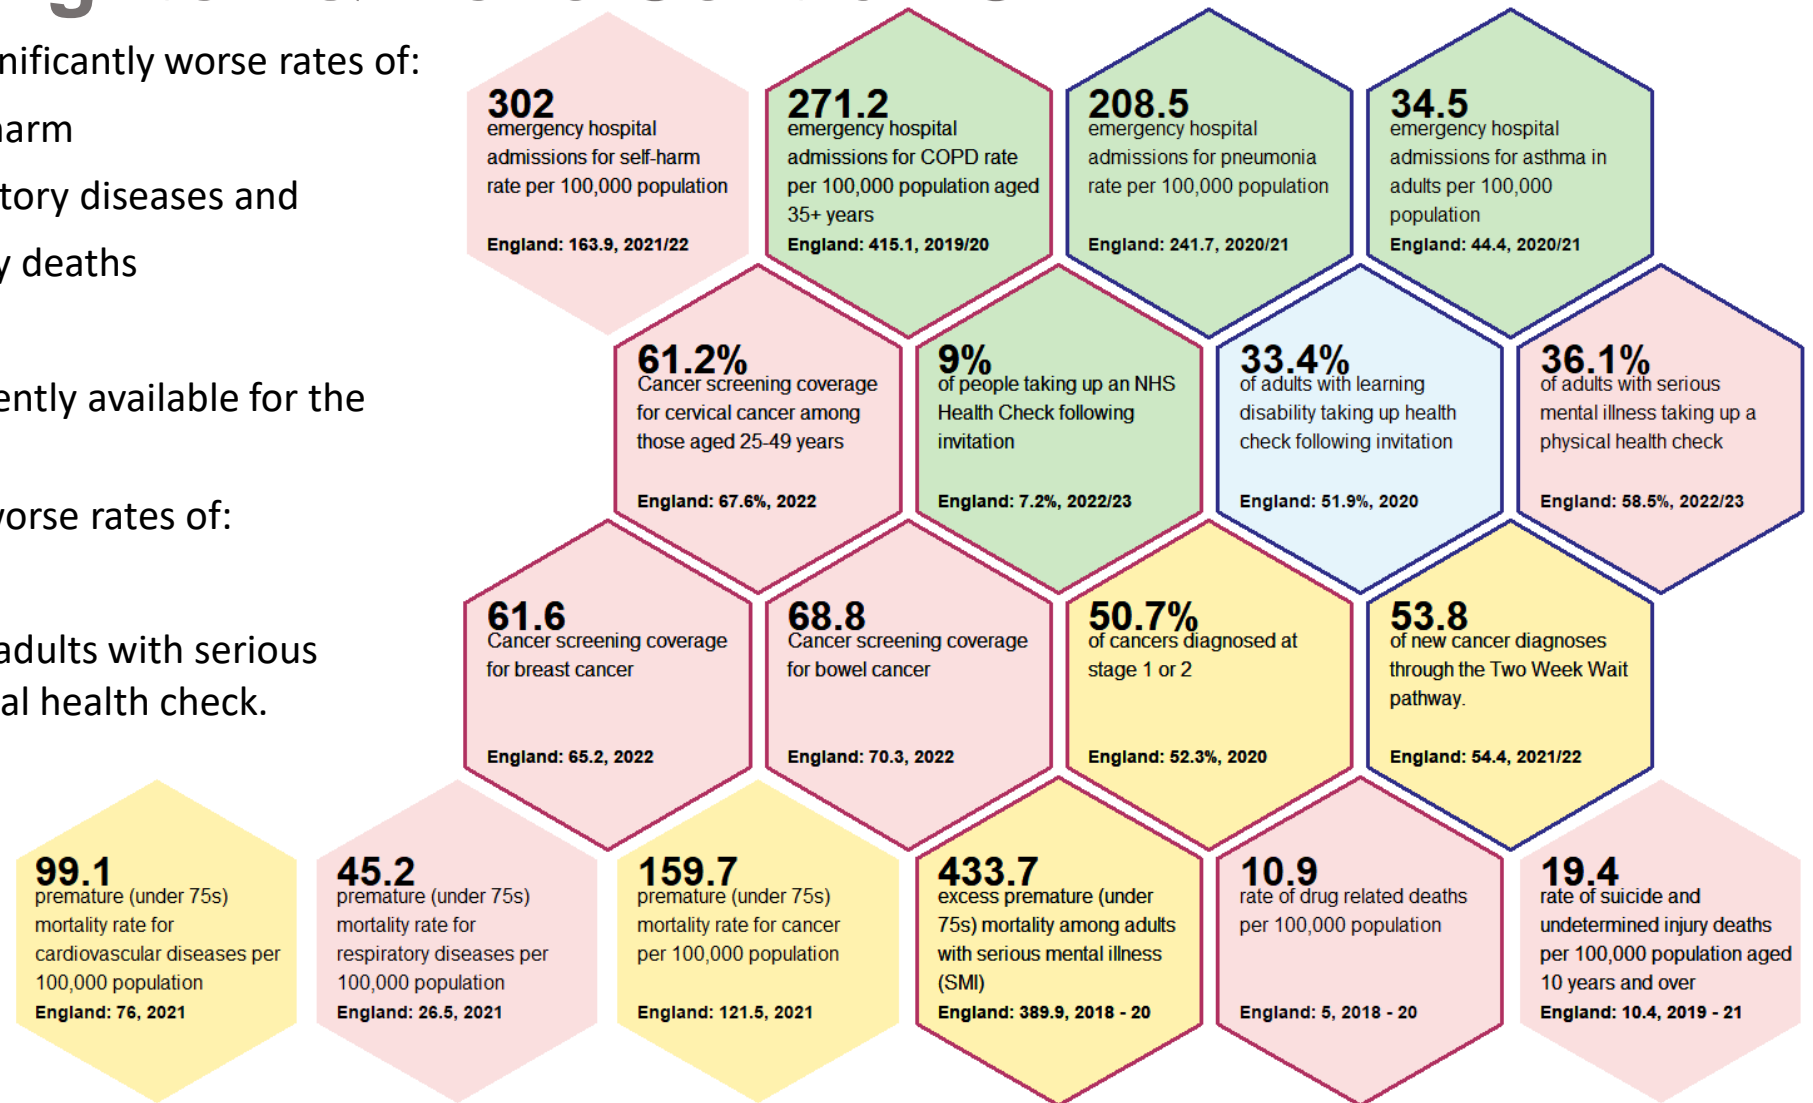 nificantly worse rates of:
arm
tory diseases and
y deaths
ently available for the
worse rates of:
adults with serious
al health check.
302
emergency hospital
admissions for self-harm
rate per 100,000 population
England: 163.9, 2021/22
271.2
emergency hospital
admissions for COPD rate
per 100,000 population aged
35+ years
England: 415.1, 2019/20
208.5
emergency hospital
admissions for pneumonia
rate per 100,000 population
England: 241.7, 2020/21
34.5
emergency hospital
admissions for asthma in
adults per 100,000
population
England: 44.4, 2020/21
61.2%
Cancer screening coverage
for cervical cancer among
those aged 25-49 years
England: 67.6%, 2022
9%
of people taking up an NHS
Health Check following
invitation
England: 7.2%, 2022/23
33.4%
of adults with learning
disability taking up health
check following invitation
England: 51.9%, 2020
36.1%
of adults with serious
mental illness taking up a
physical health check
England: 58.5%, 2022/23
61.6
Cancer screening coverage
for breast cancer
England: 65.2, 2022
68.8
Cancer screening coverage
for bowel cancer
England: 70.3, 2022
50.7%
of cancers diagnosed at
stage 1 or 2
England: 52.3%, 2020
53.8
of new cancer diagnoses
through the Two Week Wait
pathway.
England: 54.4, 2021/22
99.1
premature (under 75s)
mortality rate for
cardiovascular diseases per
100,000 population
England: 76, 2021
45.2
premature (under 75s)
mortality rate for
respiratory diseases per
100,000 population
England: 26.5, 2021
159.7
premature (under 75s)
mortality rate for cancer
per 100,000 population
England: 121.5, 2021
433.7
excess premature (under
75s) mortality among adults
with serious mental illness
(SMI)
England: 389.9, 2018 - 20
10.9
rate of drug related deaths
per 100,000 population
England: 5, 2018 - 20
19.4
rate of suicide and
undetermined injury deaths
per 100,000 population aged
10 years and over
England: 10.4, 2019 - 21